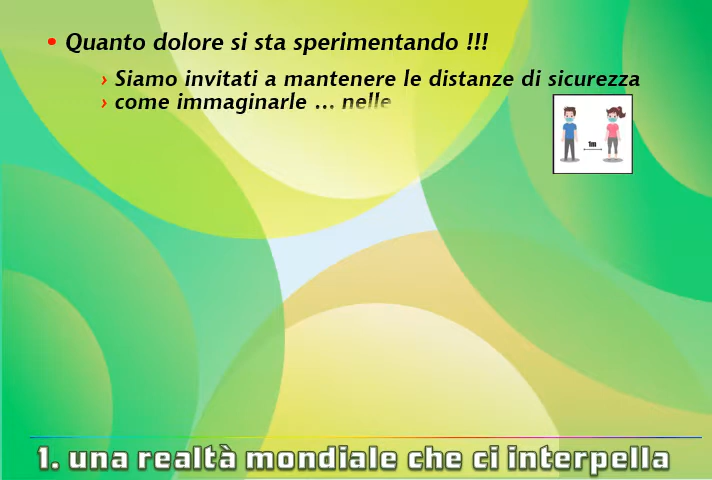 • Quanto dolore si sta sperimentando !!!
› Siamo invitati a mantenere le distanze di sicurezza
› come immaginarle ... nelle
1m
1. una realtà mondiale che ci interpella